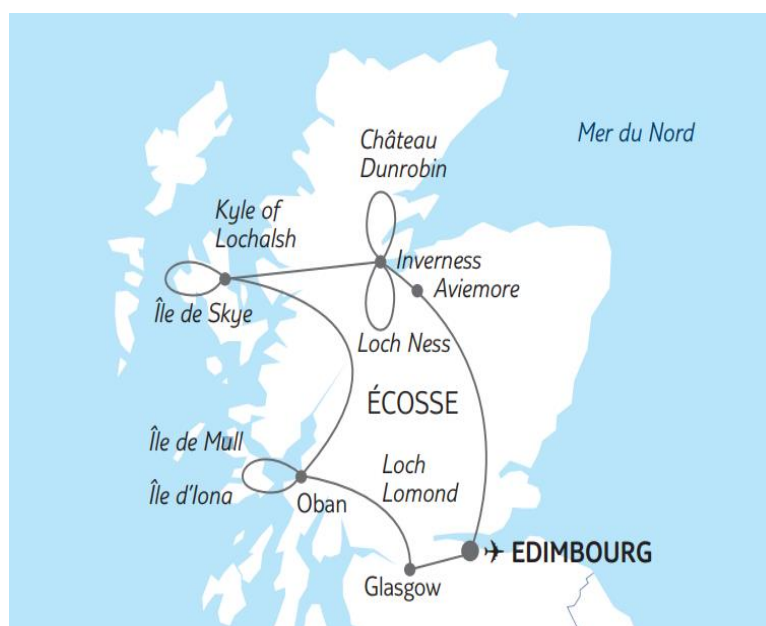 Mer du Nord
Château
Dunrobin
Kyle of
Lochalsh
Inverness
Aviemore
Île de Skye
Loch Ness
ÉCOSSE
Île de Mull
Loch
Lomond
Île d'Iona
Oban
EDIMBOURG
Glasgow